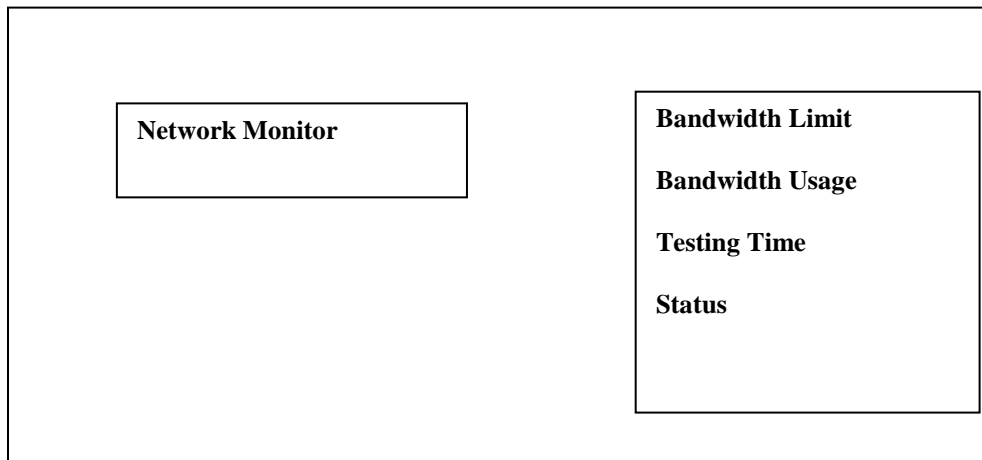 Network Monitor
Bandwidth Limit
Bandwidth Usage
Testing Time
Status